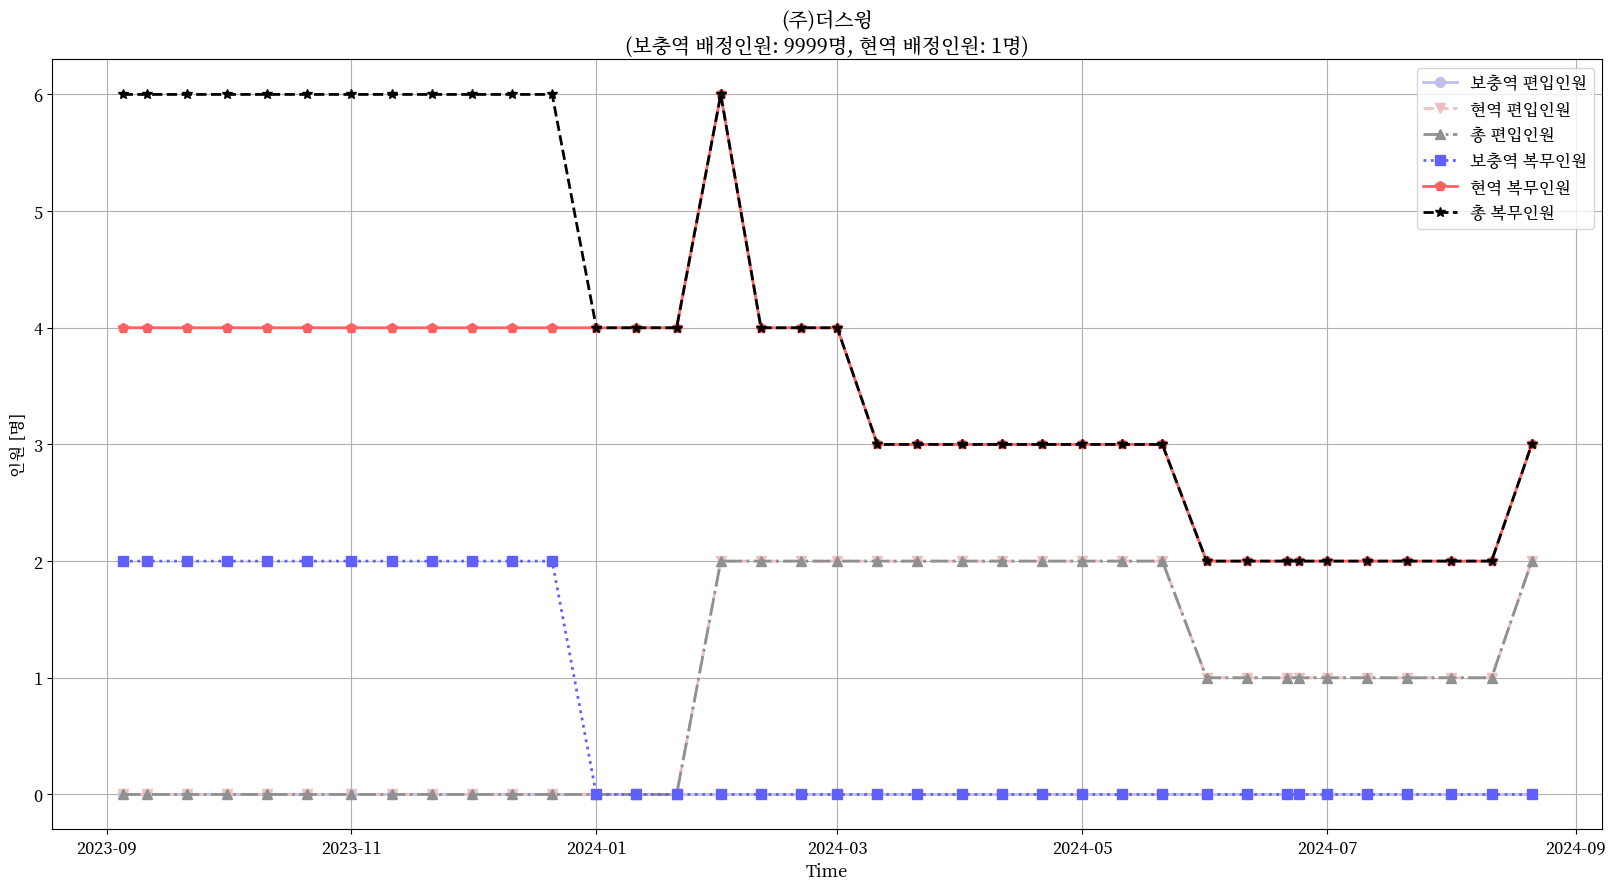 (주)더스윙
(보충역 배정인원: 9999명, 현역 배정인원: 1명)
보충역 편입인원
현역 편입인원
총 편입인원
보충역 복무인원
현역 복무인원
총 복무인원
인원 [명]
6
5
4
3
2
1
0
2023-09
2023-11
2024-01
2024-03
2024-05
2024-07
2024-09
Time